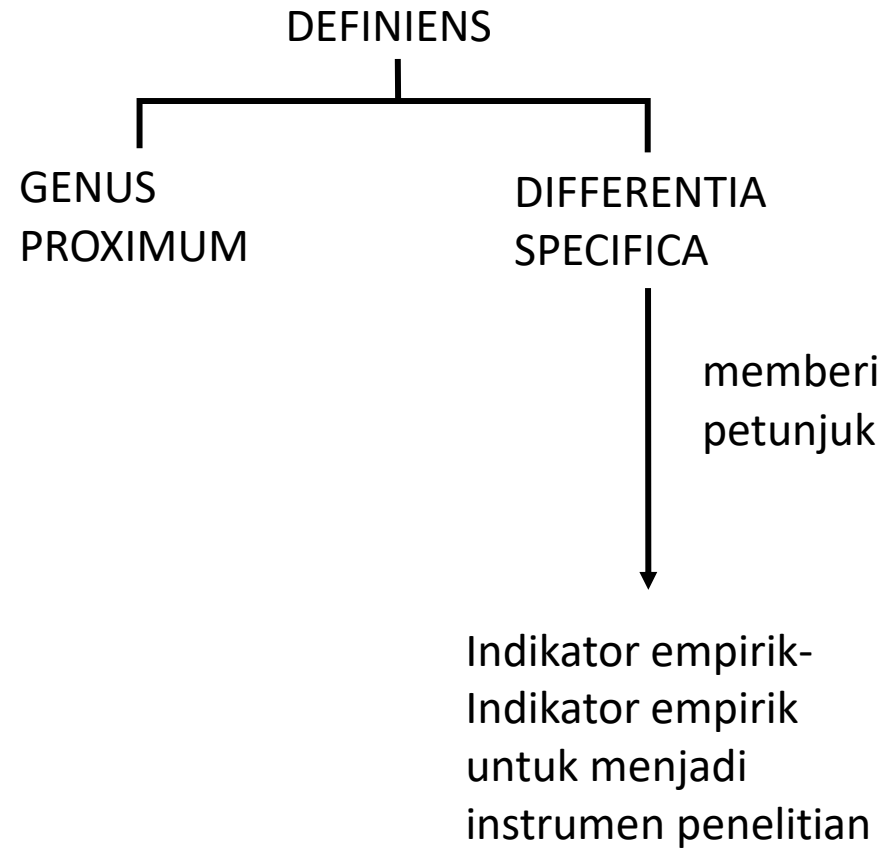 DEFINIENS
GENUS
PROXIMUM
DIFFERENTIA
SPECIFICA
memberi
petunjuk
Indikator empirik-
Indikator empirik
untuk menjadi
instrumen penelitian